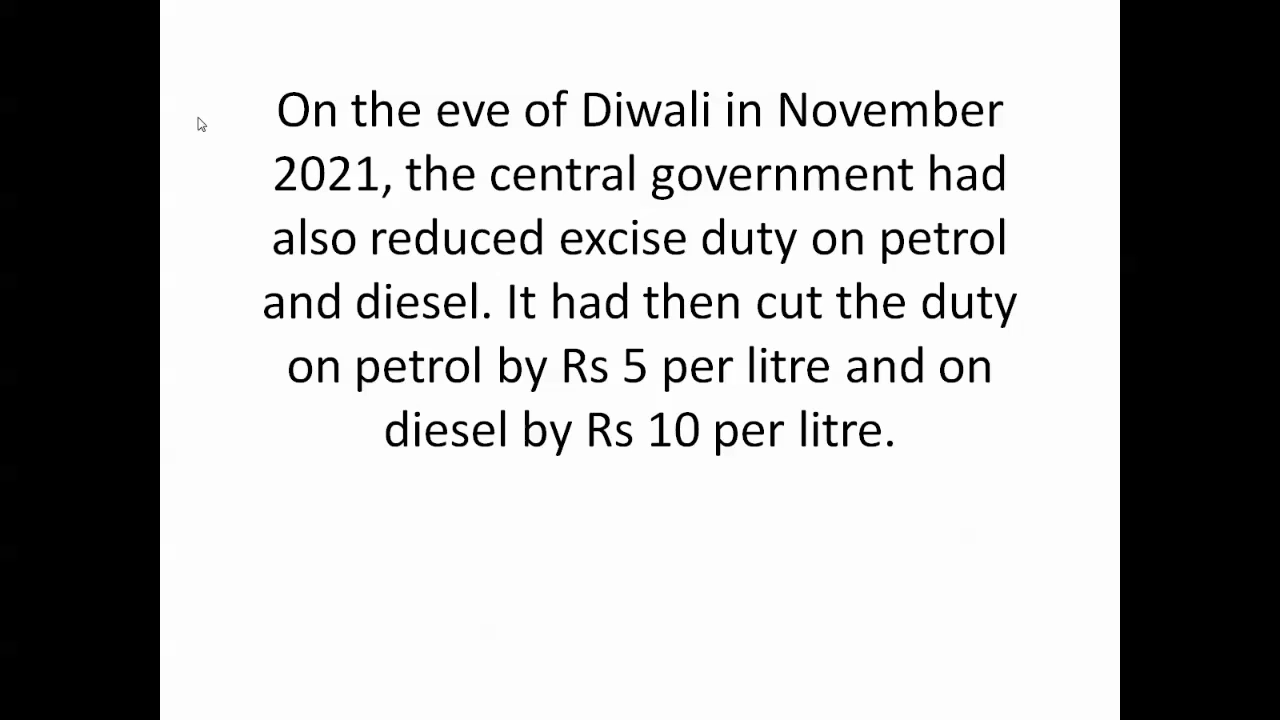 On the eve of Diwali in November
2021, the central government had
also reduced excise duty on petrol
and diesel. It had then cut the duty
on petrol by Rs 5 per litre and on
diesel by Rs 10 per litre.